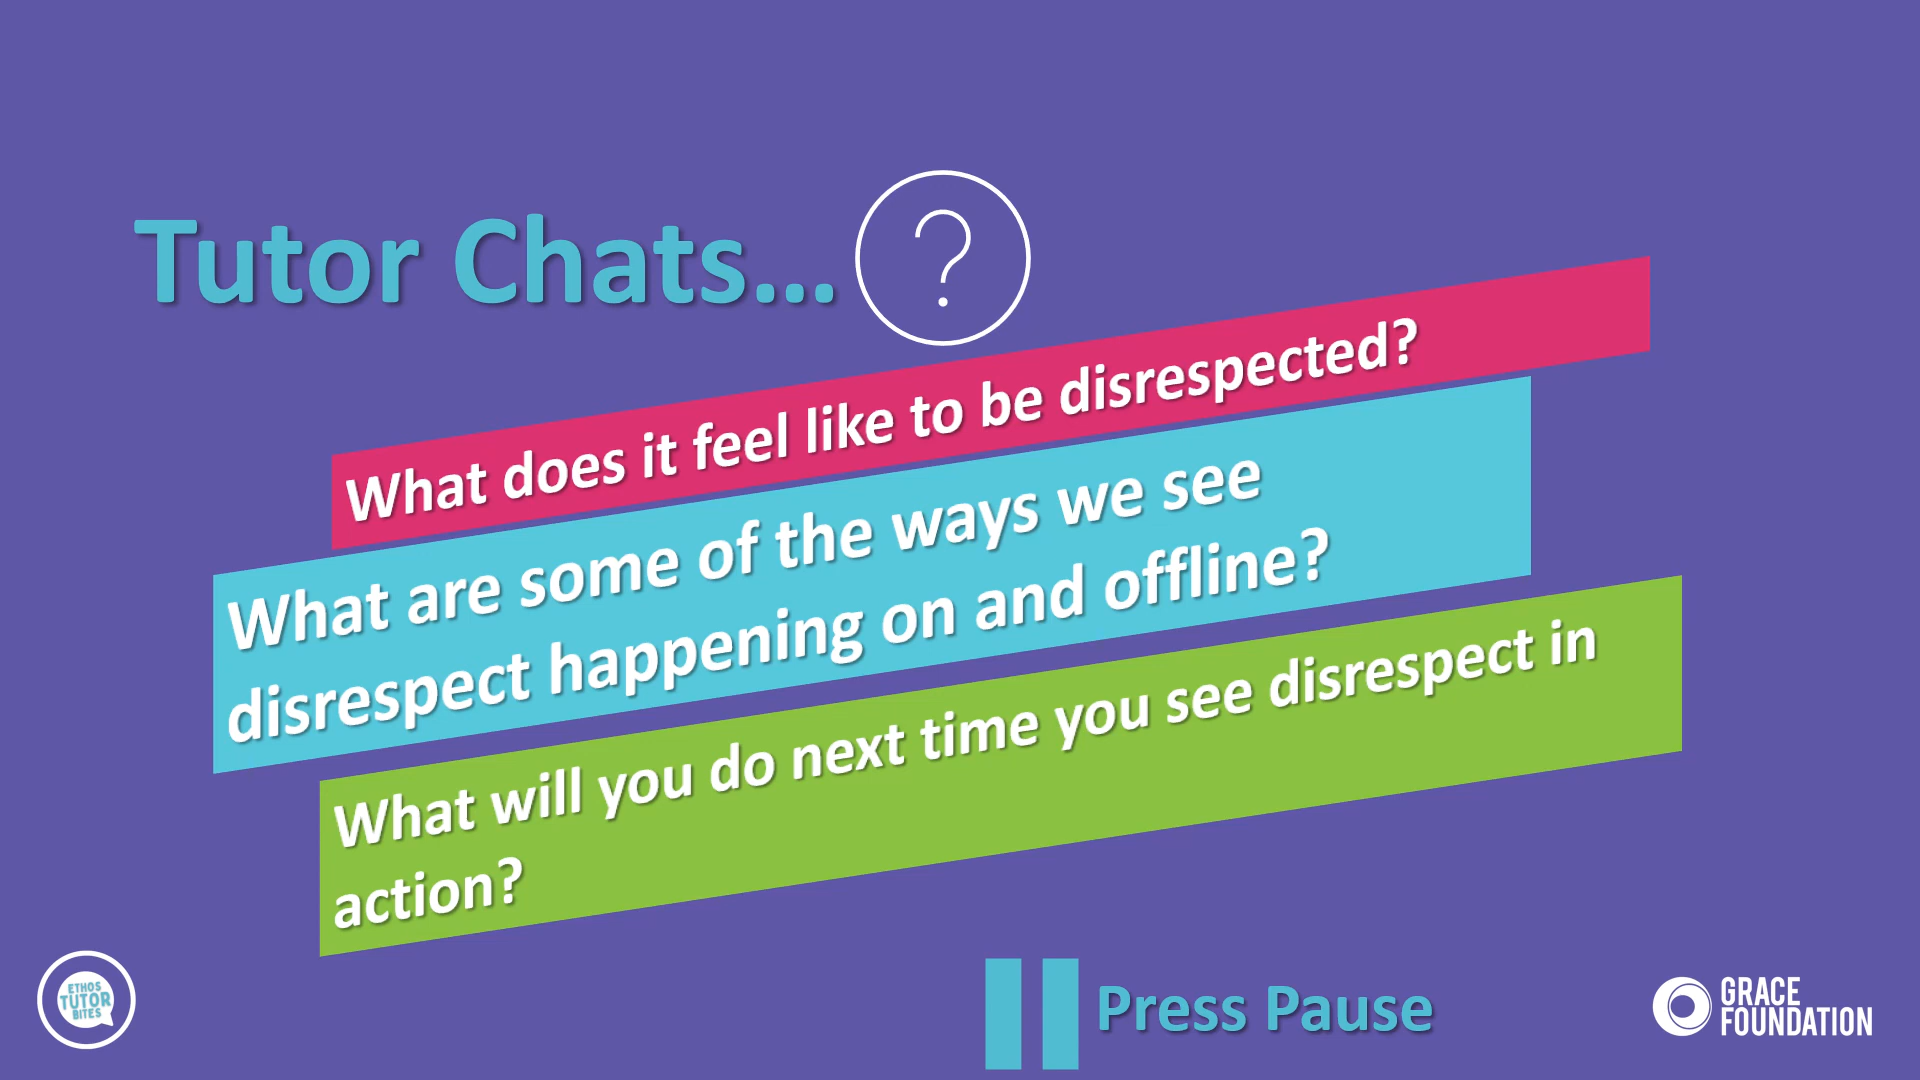 Tutor Chats...
?
What does it feel like to be disrespected?
What are some of the ways we see
disrespect happening on and offline?
What will you do next time you see disrespect in
action?
ETHOS
TUTOR
BITES
Press Pause
GRACE
FOUNDATION